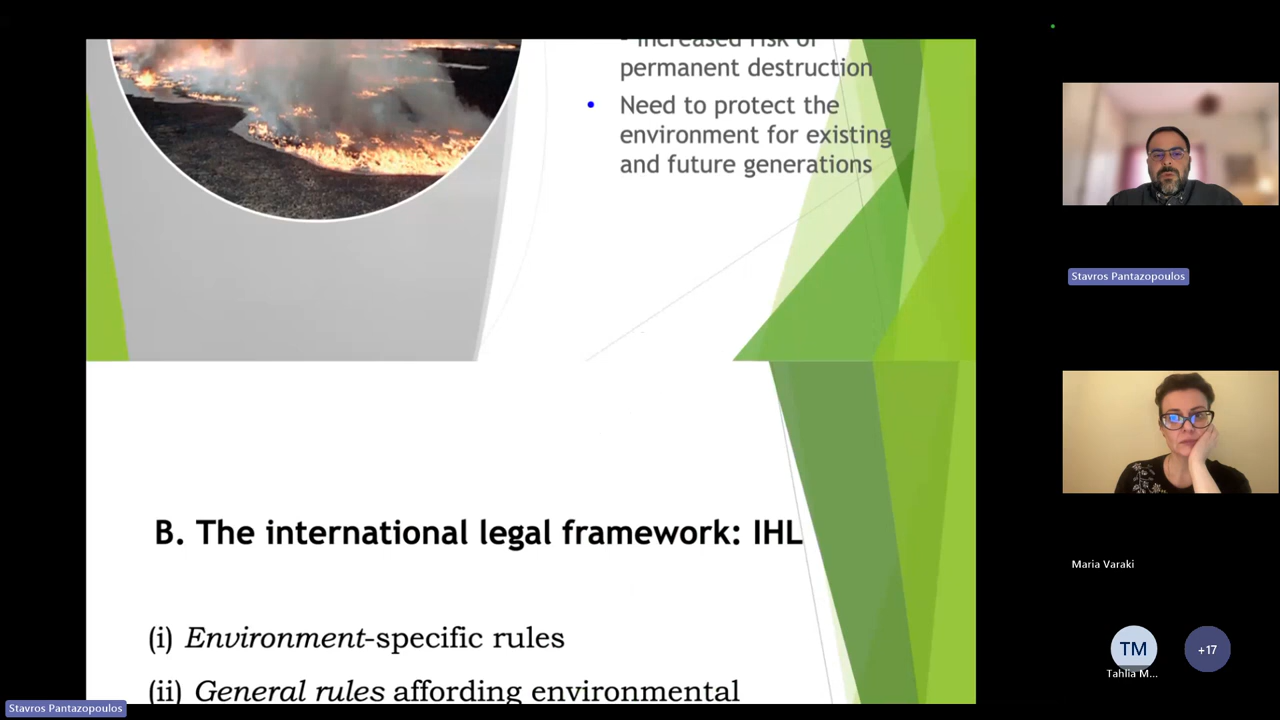 - Increased risk of
permanent destruction
• Need to protect the
environment for existing
and future generations
B. The international legal framework: IHL
(i) Environment-specific rules
(ii) General rules affording environmental
Stavros Pantazopoulos
Maria Varaki
TM
+17
Tahlia M...
Stavros Pantazopoulos